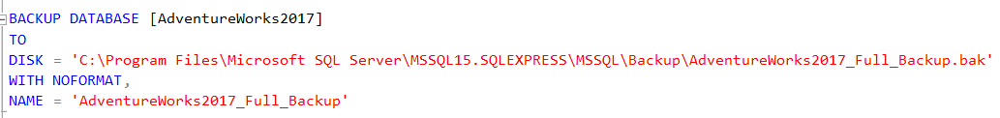 BACKUP DATABASE [AdventureWorks2017]
TO
DISK = 'C:\Program Files\Microsoft SQL Server\MSSQL15.SQLEXPRESS\MSSQL\Backup\AdventureWorks2017_Full_Backup.bak'
WITH NOFORMAT,
NAME = 'AdventureWorks2017_Full_Backup'